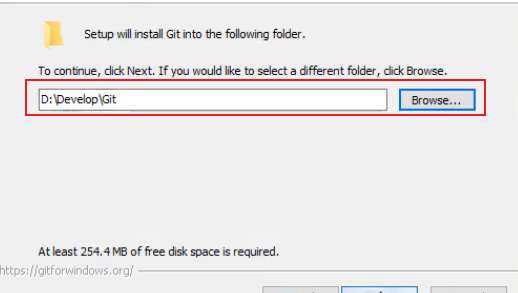 Setup will install Git into the following folder.
To continue, click Next. If you would like to select a different folder, click Browse.
D:\Develop\Git
Browse...
At least 254.4 MB of free disk space is required.
https://gitforwindows.org/